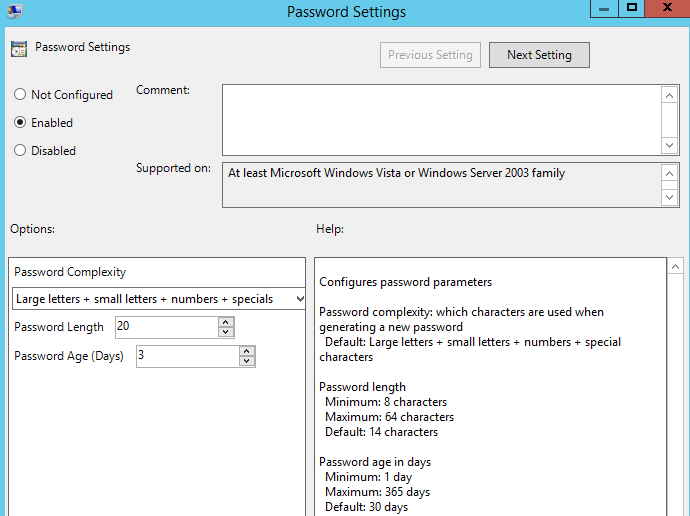 Password Settings
Password Settings
Previous Setting
Next Setting
Not Configured
Comment:
Enabled
Disabled
Supported on:
At least Microsoft Windows Vista or Windows Server 2003 family
Options:
Help:
Password Complexity
Large letters + small letters + numbers + specials
Password Length 20
Password Age (Days) 3
Configures password parameters
Password complexity: which characters are used when
generating a new password
Default: Large letters + small letters + numbers + special
characters
Password length
Minimum: 8 characters
Maximum: 64 characters
Default: 14 characters
Password age in days
Minimum: 1 day
Maximum: 365 days
Default: 30 days